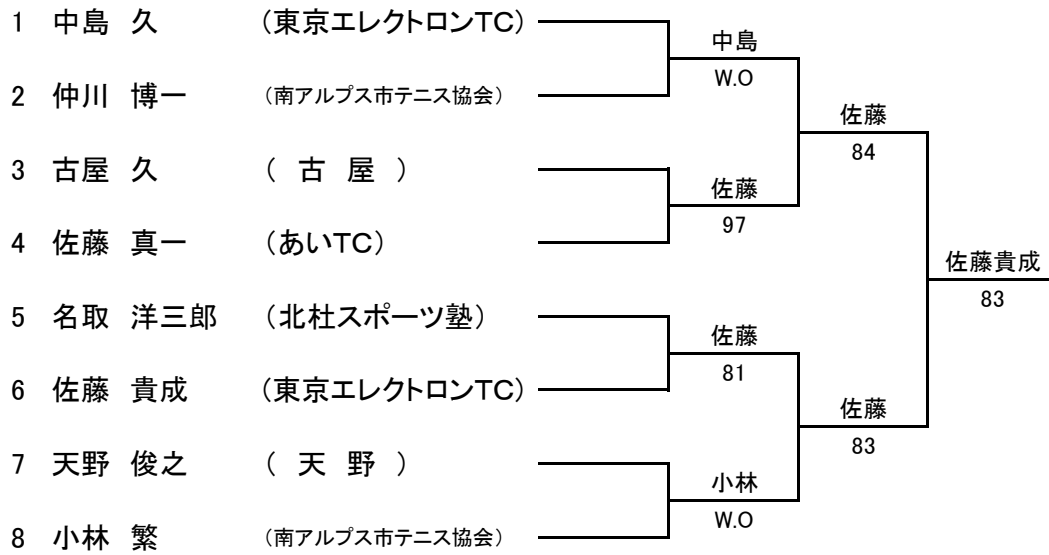 1 中島 久 (東京エレクトロンTC)
中島
W.O
2 仲川 博一 (南アルプス市テニス協会)
佐藤
84
3 古屋 久 ( 古 屋 )
佐藤
97
4 佐藤 真一 (あいTC)
佐藤貴成
83
5 名取 洋三郎 (北杜スポーツ塾)
佐藤
81
6 佐藤 貴成 (東京エレクトロンTC)
佐藤
83
7 天野 俊之 ( 天 野 )
小林
W.O
8 小林 繁 (南アルプス市テニス協会)